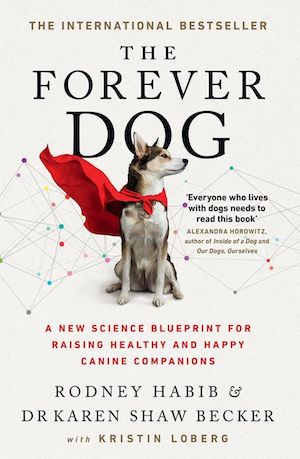 THE INTERNATIONAL BESTSELLER
THE
FOREVER
DOG
'Everyone who lives
with dogs needs to
read this book'
ALEXANDRA HOROWITZ,
author of Inside of a Dog and
Our Dogs, Ourselves
A NEW SCIENCE BLUEPRINT FOR
RAISING HEALTHY AND HAPPY
CANINE COMPANIONS
RODNEY HABIB &
DR KAREN SHAW BECKER
with KRISTIN LOBERG